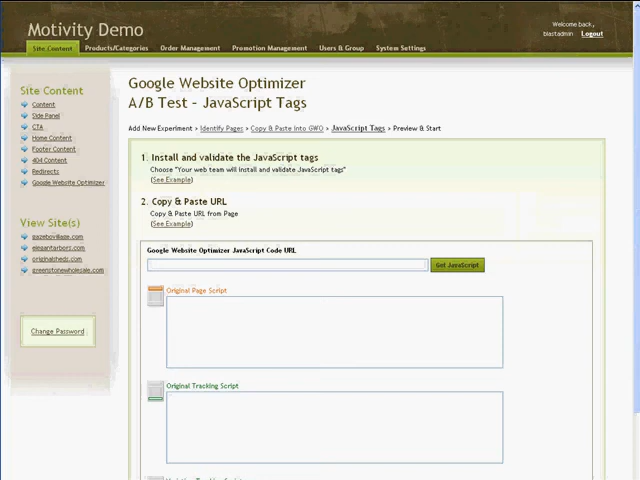 Motivity Demo
Welcome back,
blastadmin Logout
Site Content Products/Categories Order Management Promotion Management Users & Group System Settings
Site Content
Content
Side Panel
CTA
Home Content
Footer Content
404 Content
Redirects
Google Website Optimizer
View Site(s)
gazebovillage.com
elegantarbors.com
originalsheds.com
greenstonewholesale.com
Change Password
Google Website Optimizer
A/B Test - JavaScript Tags
Add New Experiment > Identify Pages > Copy & Paste into GWO > JavaScript Tags > Preview & Start
1. Install and validate the JavaScript tags
Choose "Your web team will install and validate JavaScript tags"
(See Example)
2. Copy & Paste URL
Copy & Paste URL from Page
(See Example)
Google Website Optimizer JavaScript Code URL
Get JavaScript
Original Page Script
Original Tracking Script